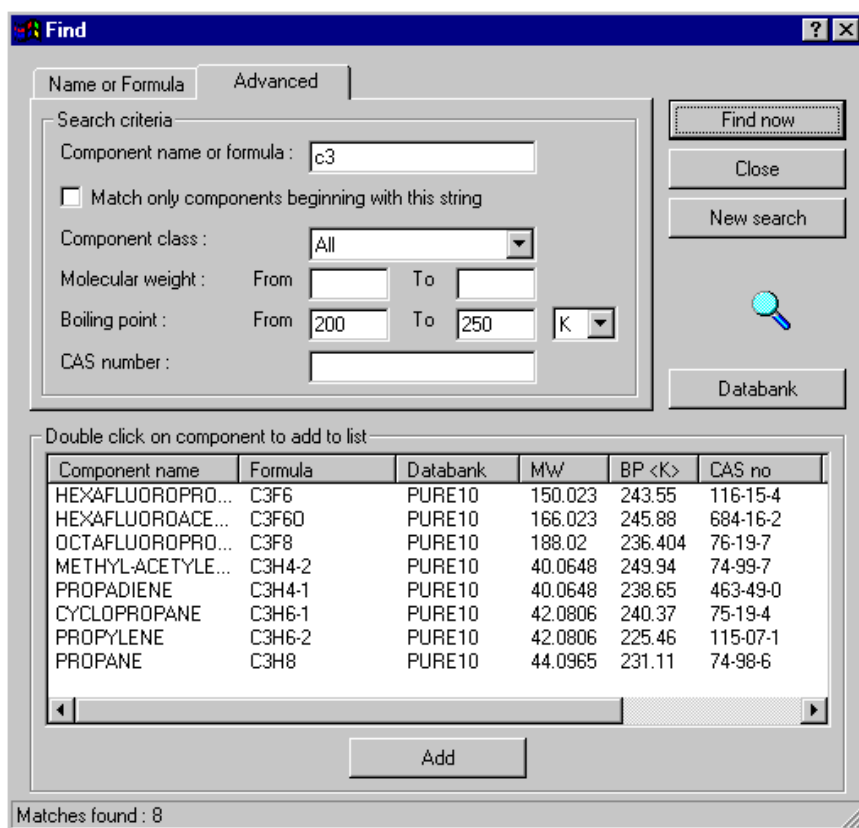 Find
Name or Formula Advanced
Search criteria
Component name or formula : c3
Match only components beginning with this string
Component class : All
Molecular weight : From To
Boiling point : From 200 To 250 K
CAS number :
Find now
Close
New search
Databank
Double click on component to add to list
Component name Formula Databank MW BP <K> CAS no
HEXAFLUOROPRO... C3F6 PURE10 150.023 243.55 116-15-4
HEXAFLUOROACE... C3F6O PURE10 166.023 245.88 684-16-2
OCTAFLUOROPRO... C3F8 PURE10 188.02 236.404 76-19-7
METHYL-ACETYLE... C3H4-2 PURE10 40.0648 249.94 74-99-7
PROPADIENE C3H4-1 PURE10 40.0648 238.65 463-49-0
CYCLOPROPANE C3H6-1 PURE10 42.0806 240.37 75-19-4
PROPYLENE C3H6-2 PURE10 42.0806 225.46 115-07-1
PROPANE C3H8 PURE10 44.0965 231.11 74-98-6
Add
Matches found : 8